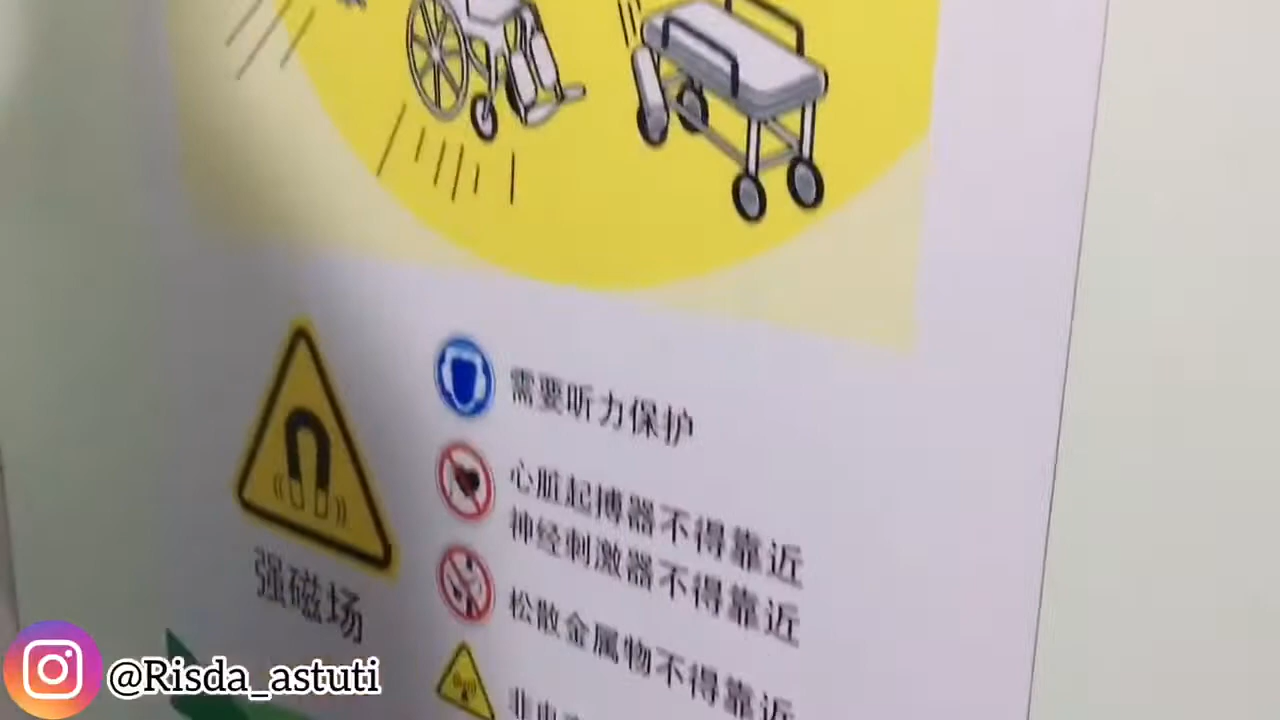 需要听力保护
心脏起搏器不得靠近
神经刺激器不得靠近
松散金属物不得靠近
强磁场
@Risda_astuti